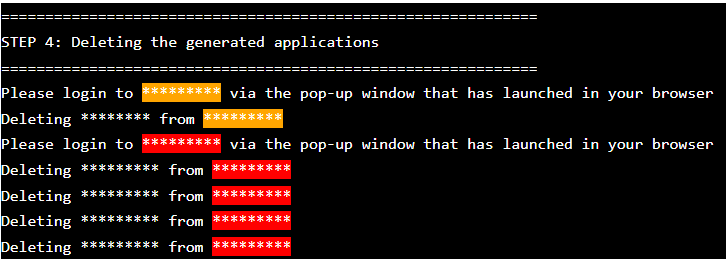 =============================================================
STEP 4: Deleting the generated applications
=============================================================
Please login to ********* via the pop-up window that has launched in your browser
Deleting ******** from *********
Please login to ********* via the pop-up window that has launched in your browser
Deleting ********* from *********
Deleting ********* from *********
Deleting ********* from *********
Deleting ********* from *********